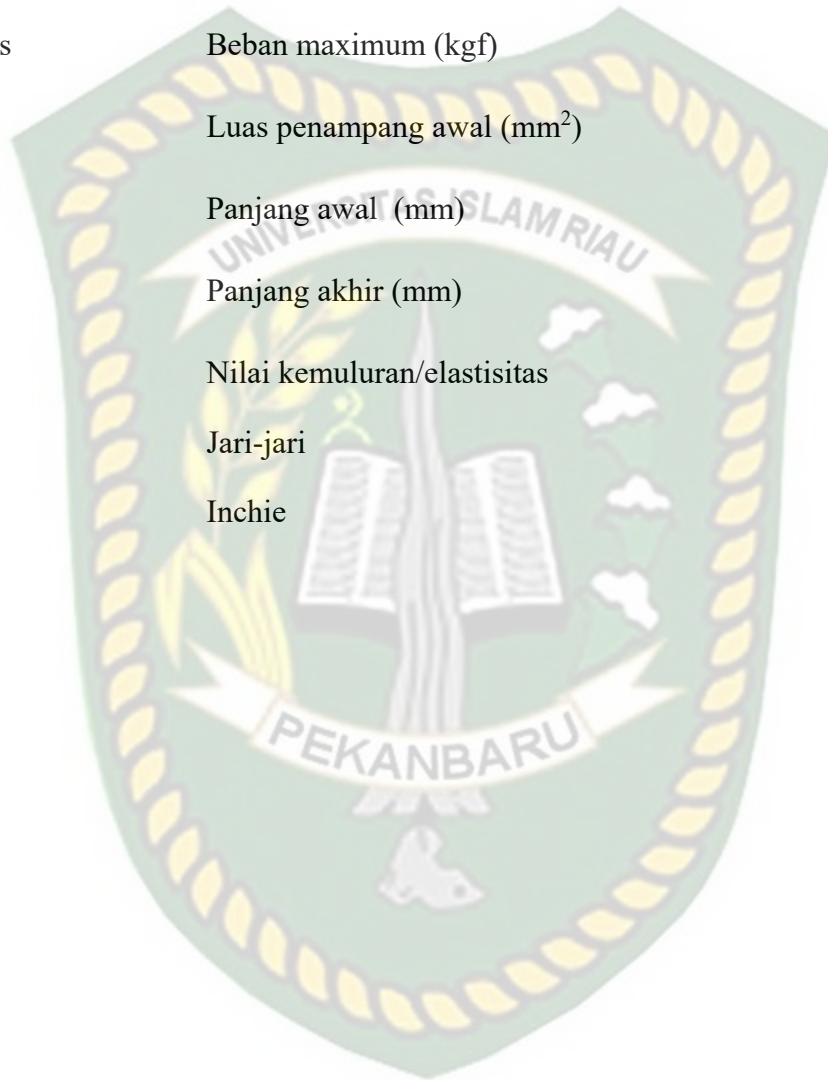 s Beban maximum (kgf)
Luas penampang awal (mm²)
UNIVERSITAS ISLAM RIAU
Panjang awal (mm)
Panjang akhir (mm)
Nilai kemuluran/elastisitas
Jari-jari
Inchie
PEKANBARU